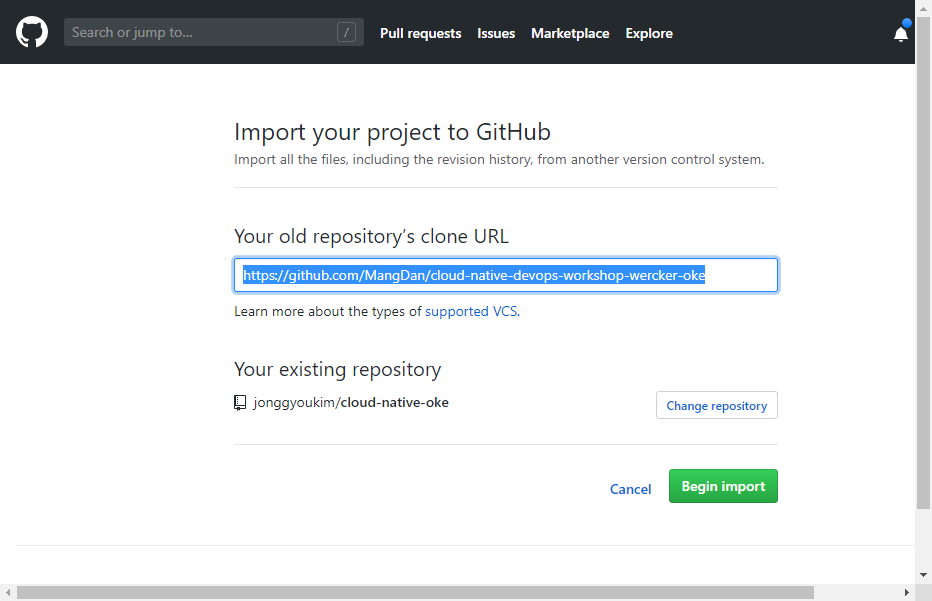 Search or jump to... / Pull requests Issues Marketplace Explore
Import your project to GitHub
Import all the files, including the revision history, from another version control system.
Your old repository’s clone URL
https://github.com/MangDan/cloud-native-devops-workshop-wercker-oke
Learn more about the types of supported VCS.
Your existing repository
jonggyoukim/cloud-native-oke Change repository
Cancel Begin import